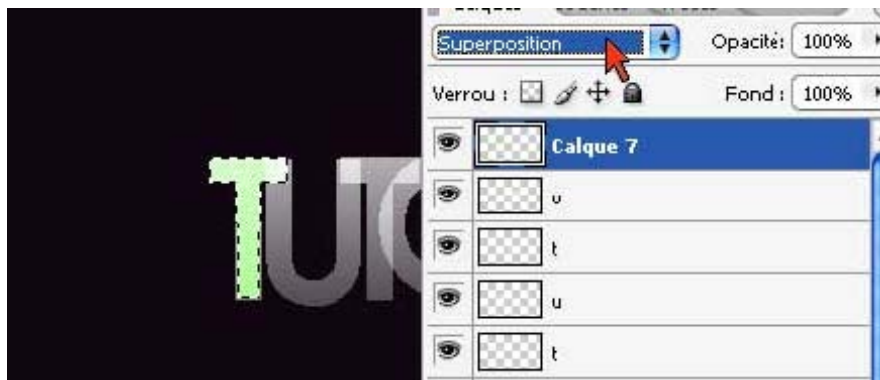 Superposition Opacité: 100%
Verrou : Fond : 100%
TUTO
Calque 7
u
t
u
t